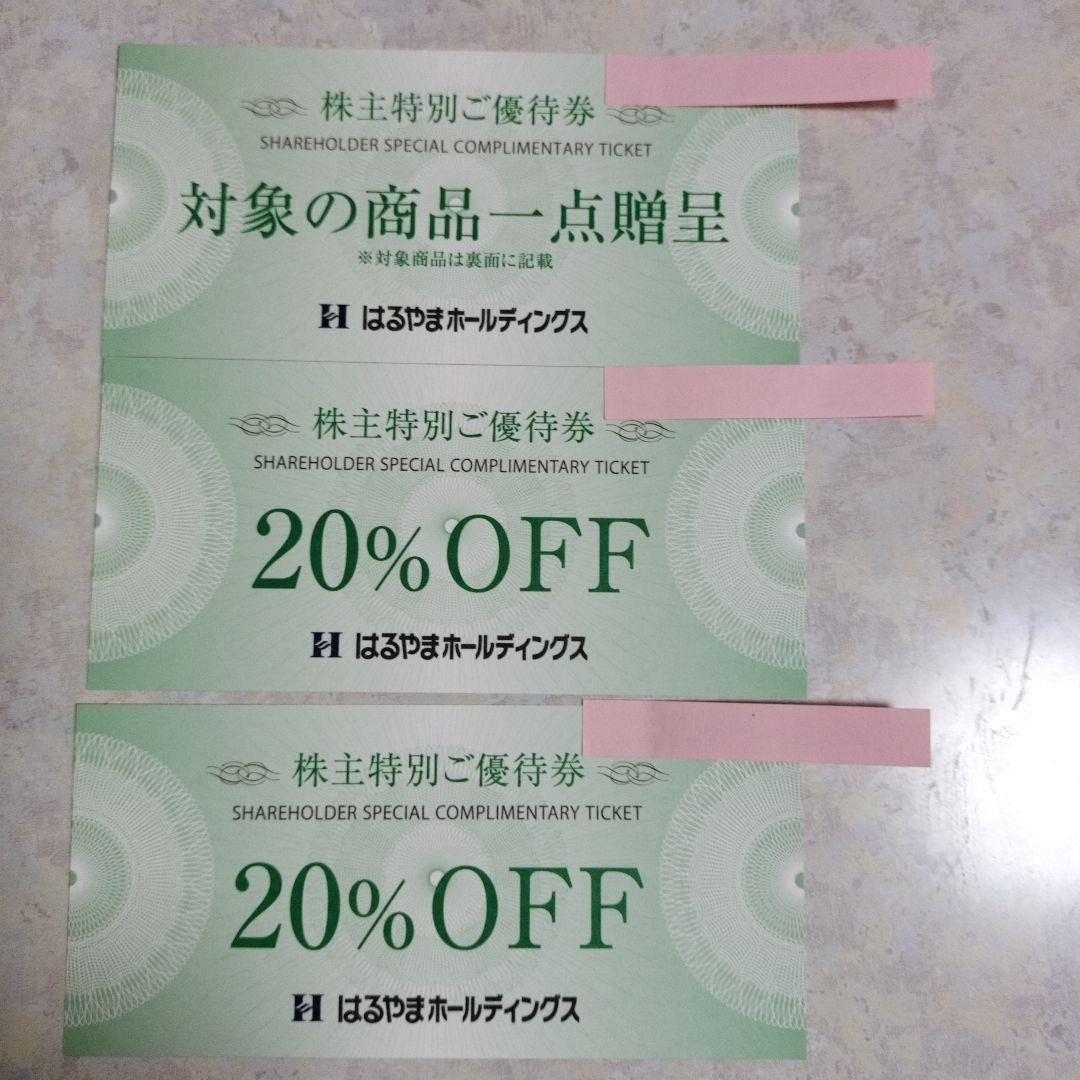 株主特別ご優待券
SHAREHOLDER SPECIAL COMPLIMENTARY TICKET
対象の商品一点贈呈
※対象商品は裏面に記載
H はるやまホールディングス
株主特別ご優待券
SHAREHOLDER SPECIAL COMPLIMENTARY TICKET
20%OFF
H はるやまホールディングス
株主特別ご優待券
SHAREHOLDER SPECIAL COMPLIMENTARY TICKET
20%OFF
H はるやまホールディングス